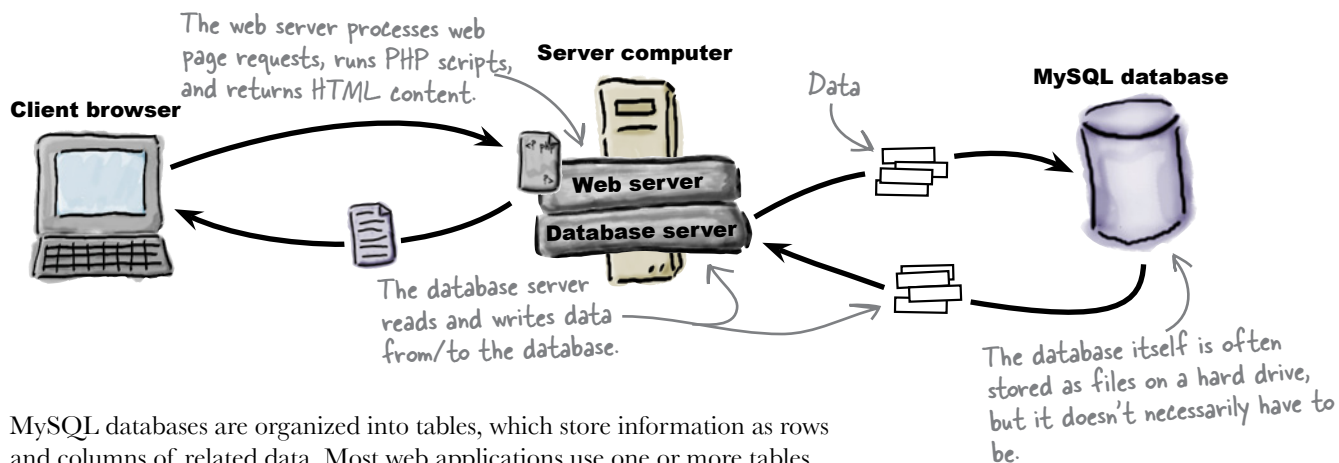 The web server processes web
page requests, runs PHP scripts,
and returns HTML content.
Server computer
Client browser
Data
MySQL database
<? php
?>
Web server
Database server
The database server
reads and writes data
from/to the database.
The database itself is often
stored as files on a hard drive,
but it doesn't necessarily have to
be.
MySQL databases are organized into tables, which store information as rows
and columns of related data. Most web applications use one or more tables